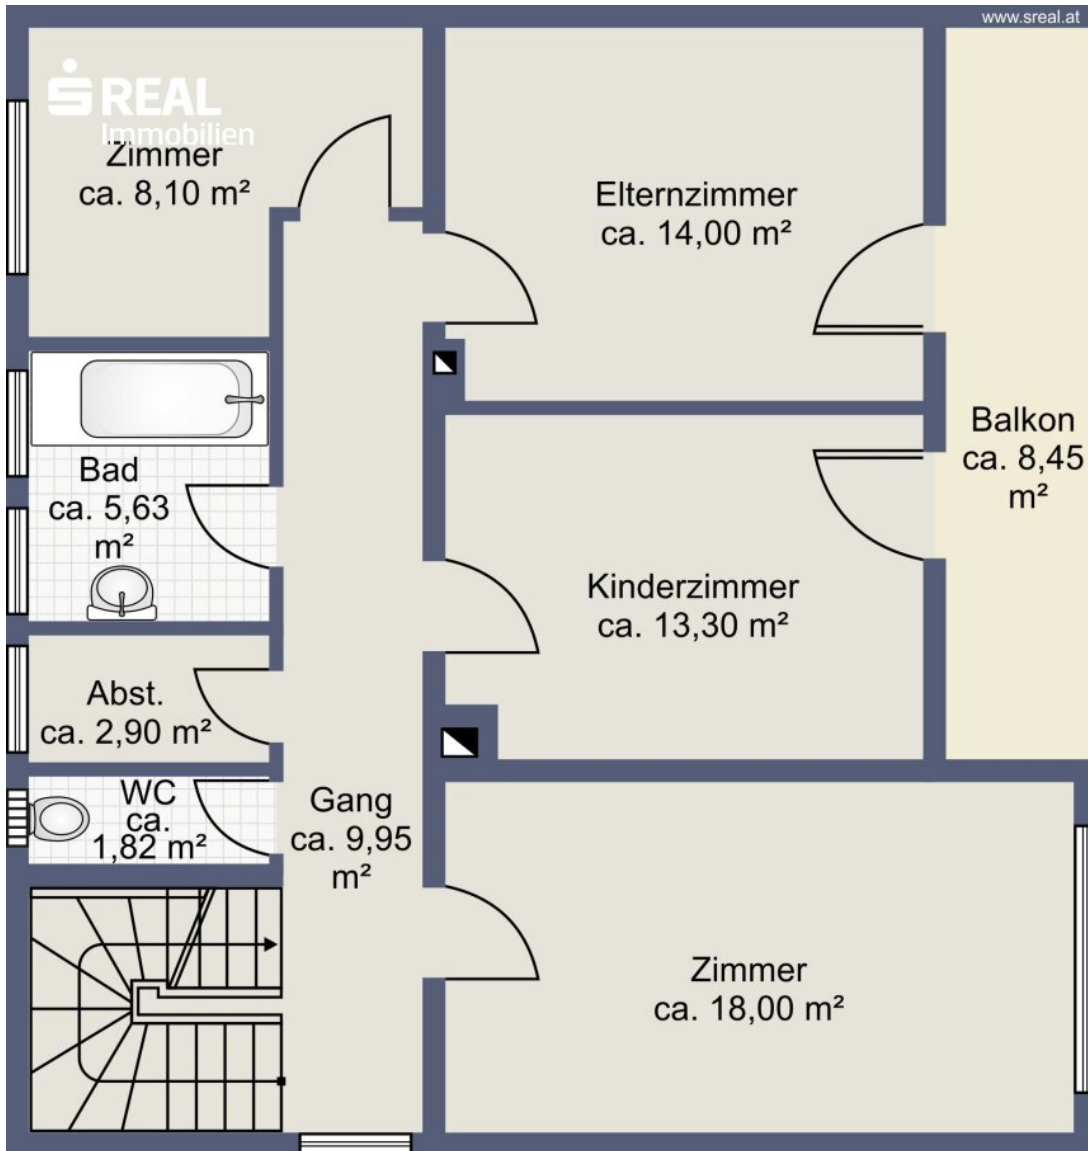 www.sreal.at
S REAL
Immobilien
Zimmer
ca. 8,10 m²
Elternzimmer
ca. 14,00 m²
Balkon
ca. 8,45
m²
Bad
ca. 5,63
m²
Kinderzimmer
ca. 13,30 m²
Abst.
ca. 2,90 m²
WC
ca.
1,82 m²
Gang
ca. 9,95
m²
Zimmer
ca. 18,00 m²